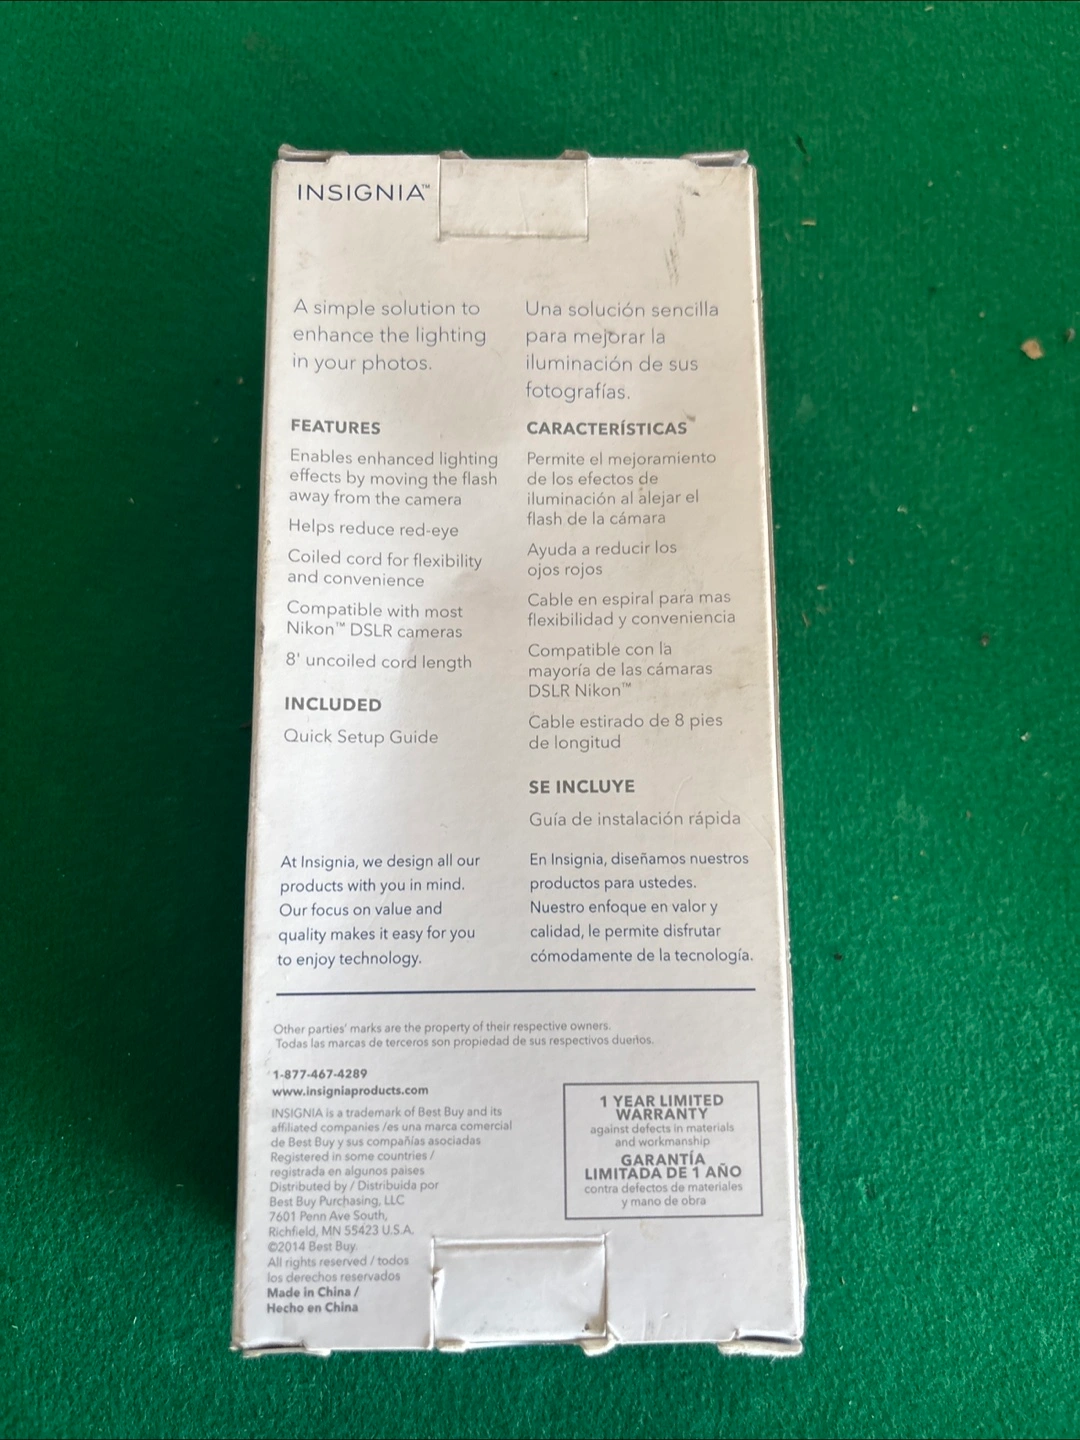 INSIGNIA™
A simple solution to
enhance the lighting
in your photos.
FEATURES
Enables enhanced lighting
effects by moving the flash
away from the camera
Helps reduce red-eye
Coiled cord for flexibility
and convenience
Compatible with most
Nikon™ DSLR cameras
8' uncoiled cord length
INCLUDED
Quick Setup Guide
At Insignia, we design all our
products with you in mind.
Our focus on value and
quality makes it easy for you
to enjoy technology.
Una solución sencilla
para mejorar la
iluminación de sus
fotografías.
CARACTERÍSTICAS
Permite el mejoramiento
de los efectos de
iluminación al alejar el
flash de la cámara
Ayuda a reducir los
ojos rojos
Cable en espiral para mas
flexibilidad y conveniencia
Compatible con la
mayoría de las cámaras
DSLR Nikon™
Cable estirado de 8 pies
de longitud
SE INCLUYE
Guía de instalación rápida
En Insignia, diseñamos nuestros
productos para ustedes.
Nuestro enfoque en valor y
calidad, le permite disfrutar
cómodamente de la tecnología.
Other parties' marks are the property of their respective owners.
Todas las marcas de terceros son propiedad de sus respectivos dueños.
1-877-467-4289
www.insigniaproducts.com
INSIGNIA is a trademark of Best Buy and its
affiliated companies /es una marca comercial
de Best Buy y sus compañías asociadas
Registered in some countries /
registrada en algunos países
Distributed by / Distribuida por
Best Buy Purchasing, LLC
7601 Penn Ave South,
Richfield, MN 55423 U.S.A.
©2014 Best Buy.
All rights reserved / todos
los derechos reservados
Made in China /
Hecho en China
1 YEAR LIMITED
WARRANTY
against defects in materials
and workmanship
GARANTÍA
LIMITADA DE 1 AÑO
contra defectos de materiales
y mano de obra